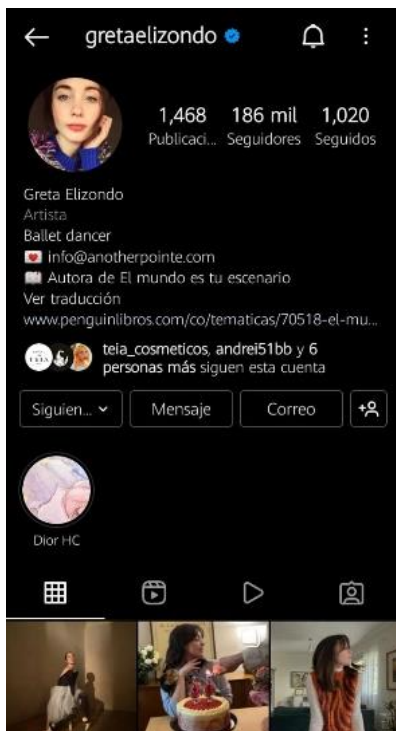 gretaelizondo
1,468 186 mil 1,020
Publicaci... Seguidores Seguidos
Greta Elizondo
Artista
Ballet dancer
info@anotherpointe.com
Autora de El mundo es tu escenario
Ver traducción
www.penguinlibros.com/co/tematicas/70518-el-mu...
teia_cosmeticos, andrei51bb y 6
personas más siguen esta cuenta
Siguien... Mensaje Correo
Dior HC